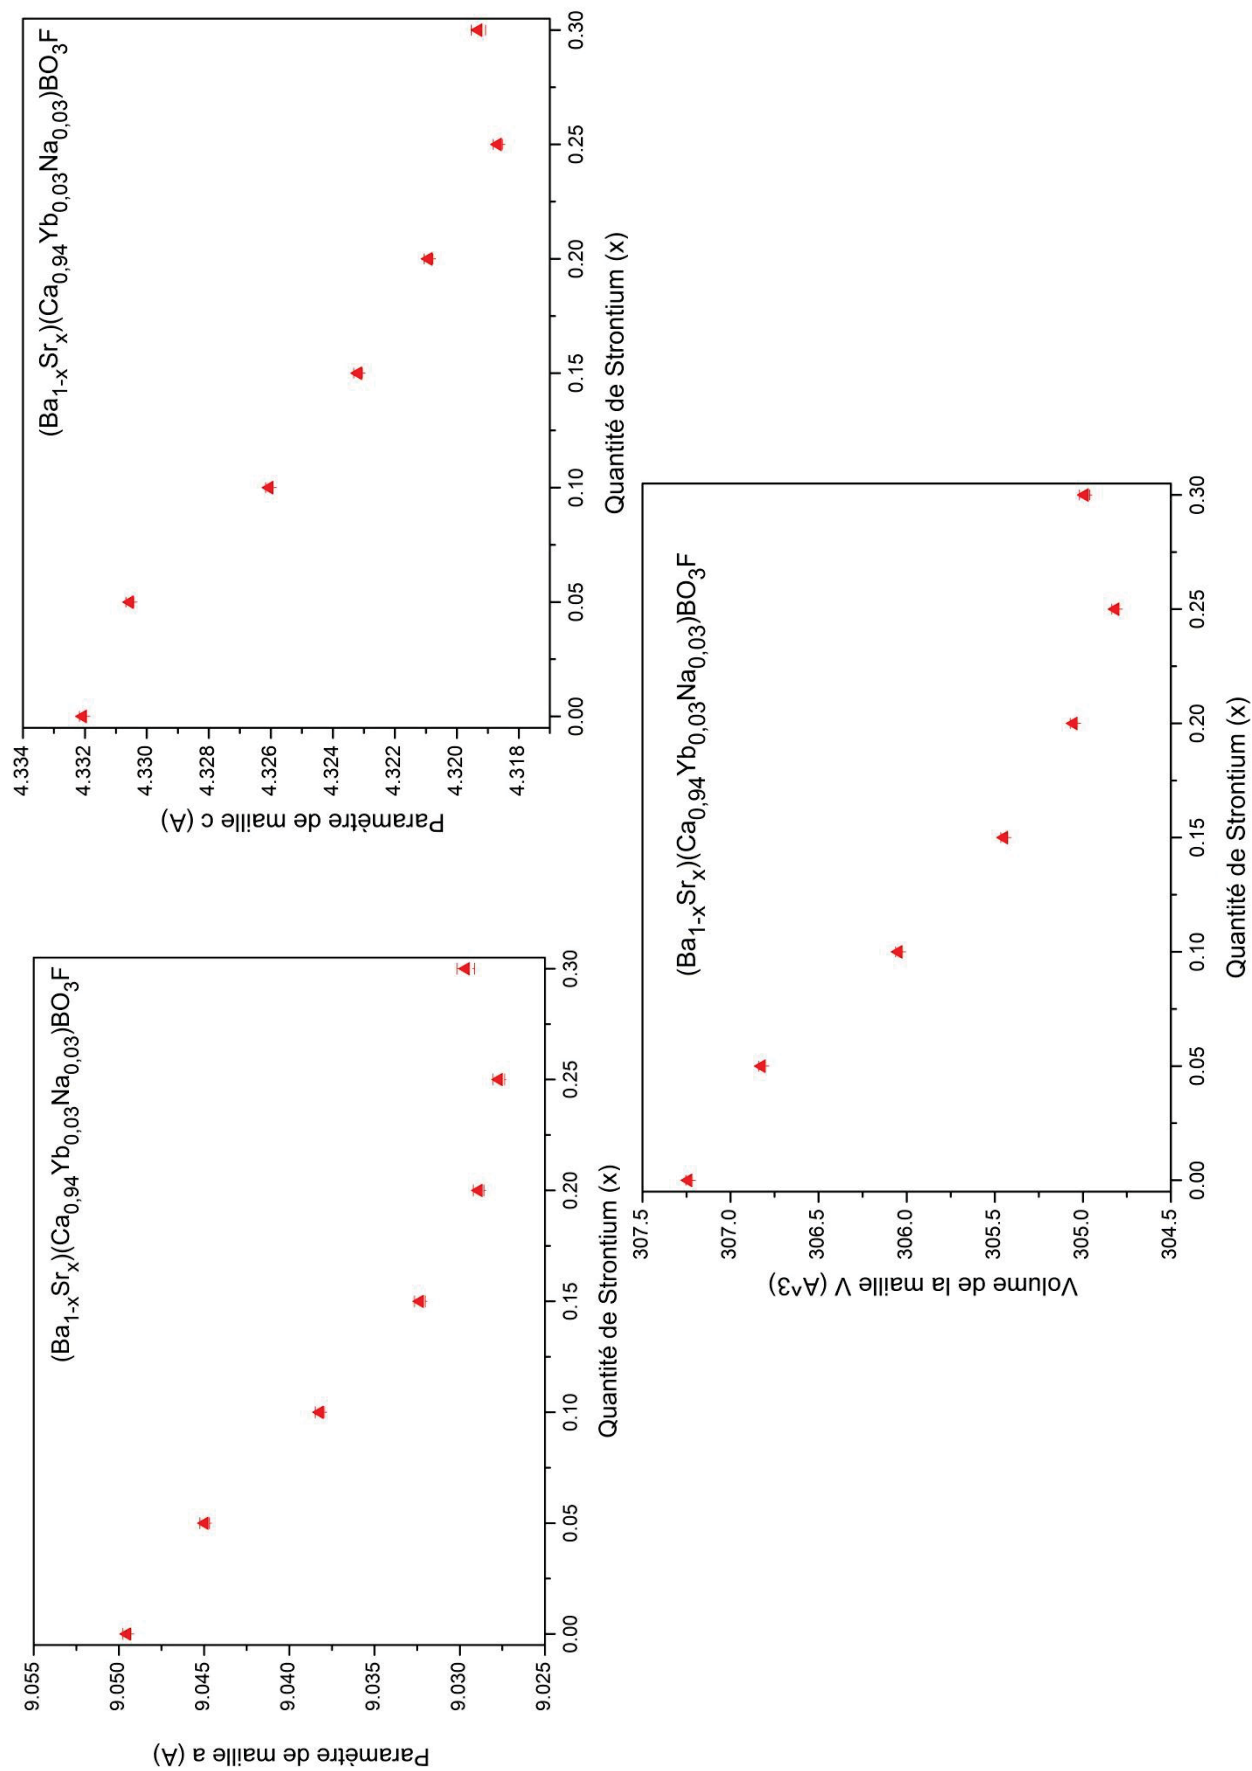 (Ba1-xSrx)(Ca0,94Yb0,03Na0,03)BO3F
Paramètre de maille a (A)
9.055
9.050
9.045
9.040
9.035
9.030
9.025
0.00 0.05 0.10 0.15 0.20 0.25 0.30
Quantité de Strontium (x)
(Ba1-xSrx)(Ca0,94Yb0,03Na0,03)BO3F
Paramètre de maille c (A)
4.334
4.332
4.330
4.328
4.326
4.324
4.322
4.320
4.318
0.00 0.05 0.10 0.15 0.20 0.25 0.30
Quantité de Strontium (x)
(Ba1-xSrx)(Ca0,94Yb0,03Na0,03)BO3F
Volume de la maille V (A^3)
307.5
307.0
306.5
306.0
305.5
305.0
304.5
0.00 0.05 0.10 0.15 0.20 0.25 0.30
Quantité de Strontium (x)